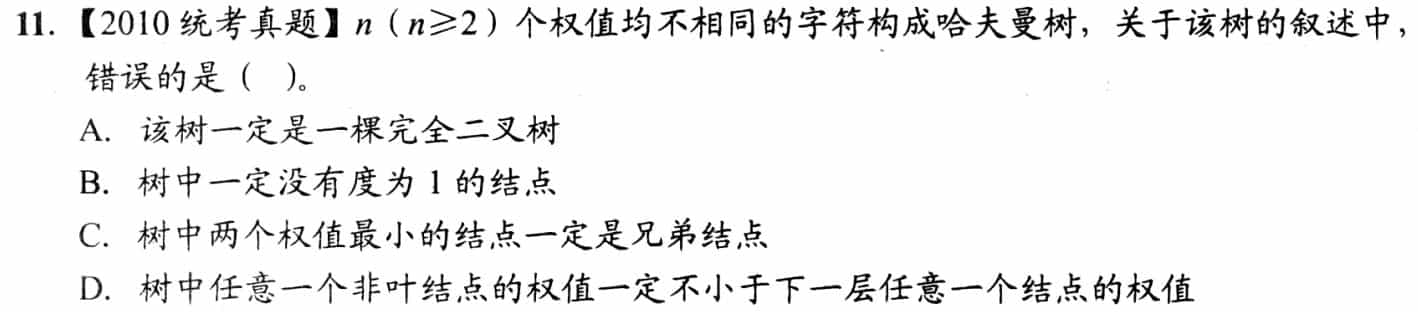 11. 【2010 统考真题】n（n≥2）个权值均不相同的字符构成哈夫曼树，关于该树的叙述中，
错误的是（ ）。
A. 该树一定是一棵完全二叉树
B. 树中一定没有度为 1 的结点
C. 树中两个权值最小的结点一定是兄弟结点
D. 树中任意一个非叶结点的权值一定不小于下一层任意一个结点的权值